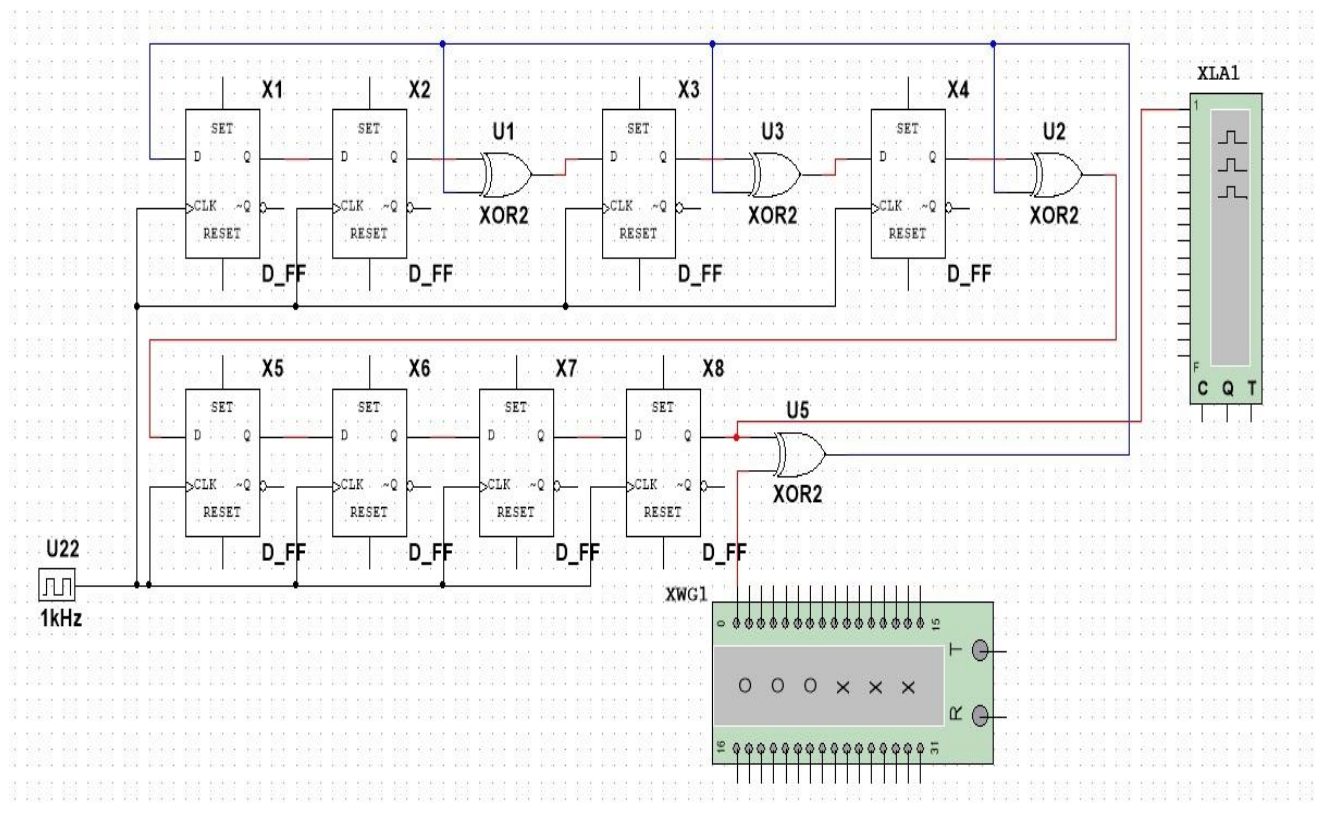 XLA1
X1 X2 X3 X4
U1 U3 U2
SET SET SET SET
D Q D Q D Q D Q
CLK ~Q CLK ~Q CLK ~Q CLK ~Q
XOR2 XOR2 XOR2
RESET RESET RESET RESET
D_FF D_FF D_FF D_FF
1
F
C Q T
X5 X6 X7 X8
U5
SET SET SET SET
D Q D Q D Q D Q
CLK ~Q CLK ~Q CLK ~Q CLK ~Q
XOR2
RESET RESET RESET RESET
D_FF D_FF D_FF D_FF
U22
1kHz
XWG1
0 15
T
O O O X X X
R
16 31